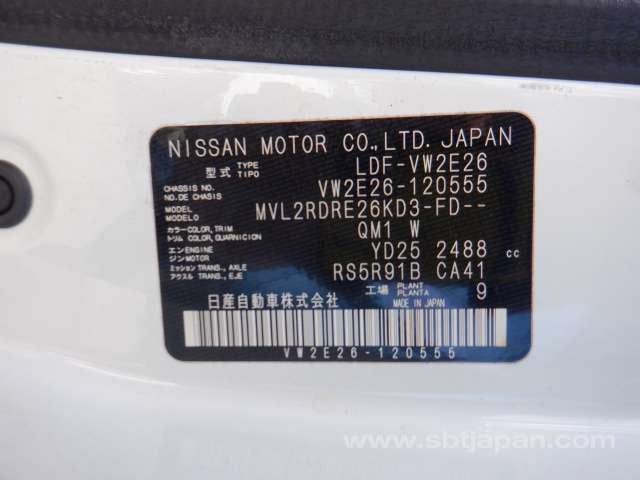 NISSAN MOTOR CO.,LTD. JAPAN
型式 TYPE TIPO LDF-VW2E26
CHASSIS NO. NO.DE CHASIS VW2E26-120555
MODEL MODELO MVL2RDRE26KD3-FD--
カラー COLOR, TRIM トリム COLOR, GUARNICION QM1 W
エンジン ENGINE MOTOR YD25 2488 cc
ミッション TRANS., AXLE アクスル TRANS., EJE RS5R91B CA41
工場 PLANT PLANTA 9
日産自動車株式会社 MADE IN JAPAN
VW2E26-120555
www.sbtjapan.com